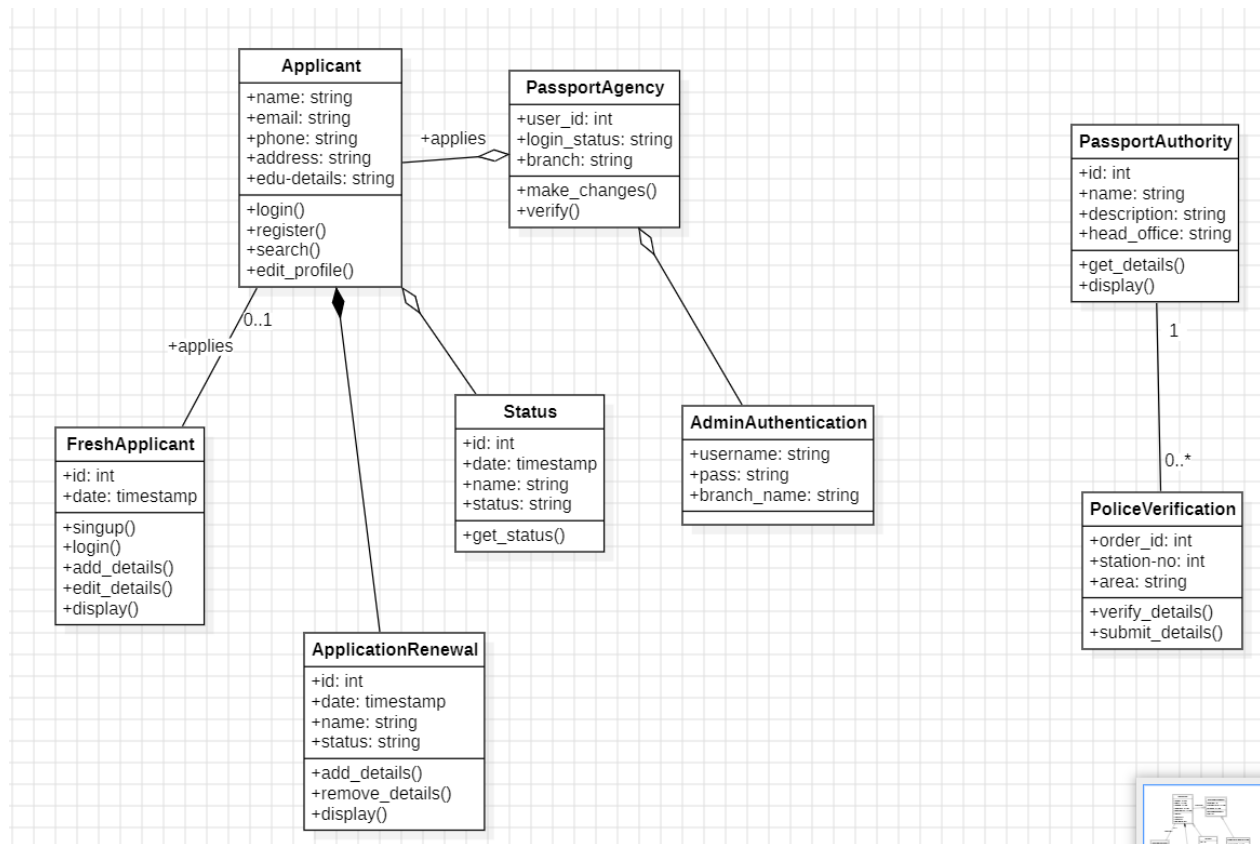 Applicant
+name: string
+email: string
+phone: string
+address: string
+edu-details: string
+login()
+register()
+search()
+edit_profile()
+applies
PassportAgency
+user_id: int
+login_status: string
+branch: string
+make_changes()
+verify()
PassportAuthority
+id: int
+name: string
+description: string
+head_office: string
+get_details()
+display()
0..1
+applies
1
0..*
FreshApplicant
+id: int
+date: timestamp
+singup()
+login()
+add_details()
+edit_details()
+display()
Status
+id: int
+date: timestamp
+name: string
+status: string
+get_status()
AdminAuthentication
+username: string
+pass: string
+branch_name: string
PoliceVerification
+order_id: int
+station-no: int
+area: string
+verify_details()
+submit_details()
ApplicationRenewal
+id: int
+date: timestamp
+name: string
+status: string
+add_details()
+remove_details()
+display()